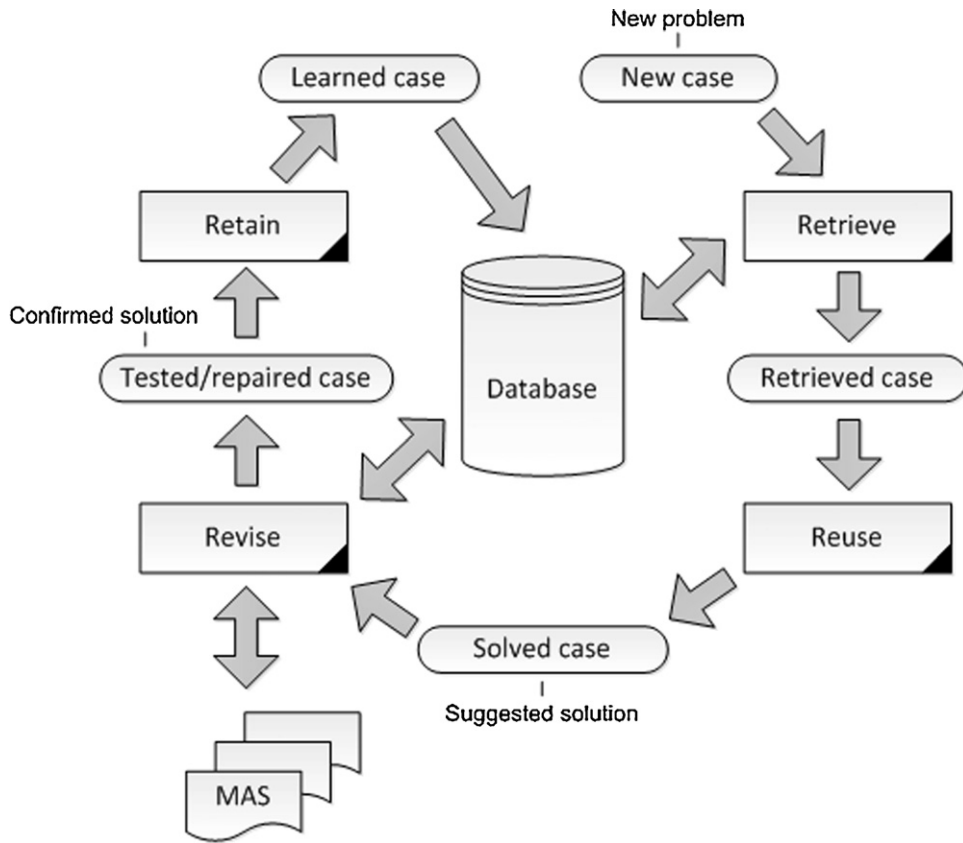 New problem
Learned case
New case
Retain
Retrieve
Confirmed solution
Tested/repaired case
Database
Retrieved case
Revise
Reuse
Solved case
Suggested solution
MAS